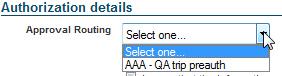 Authorization details
Approval Routing Select one...
Select one...
AAA - QA trip preauth